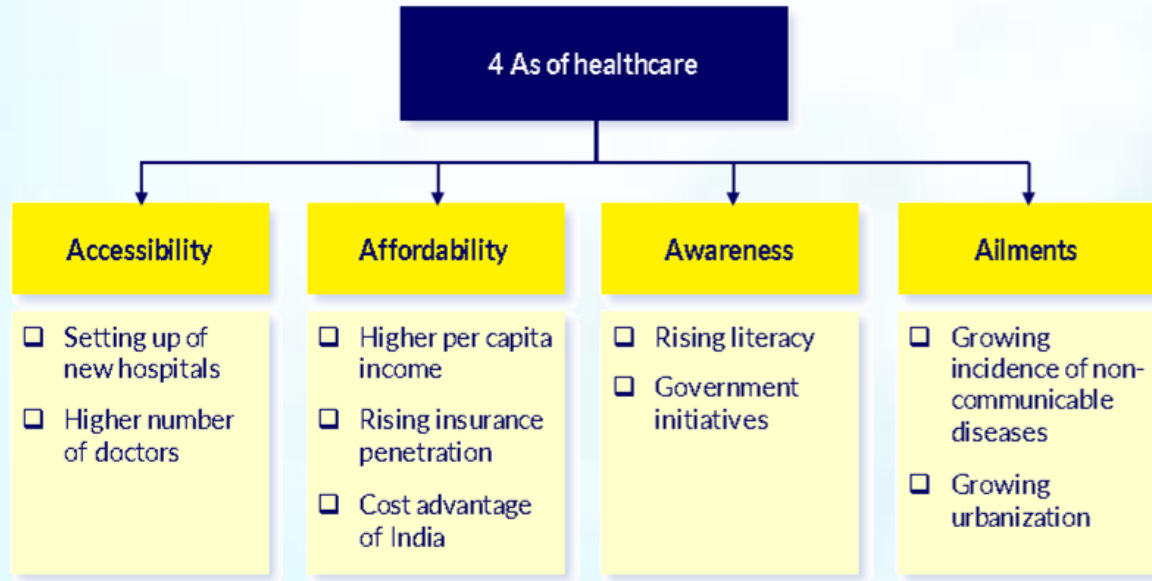 4 As of healthcare
Accessibility
❑ Setting up of
new hospitals
❑ Higher number
of doctors
Affordability
❑ Higher per capita
income
❑ Rising insurance
penetration
❑ Cost advantage
of India
Awareness
❑ Rising literacy
❑ Government
initiatives
Ailments
❑ Growing
incidence of non-
communicable
diseases
❑ Growing
urbanization